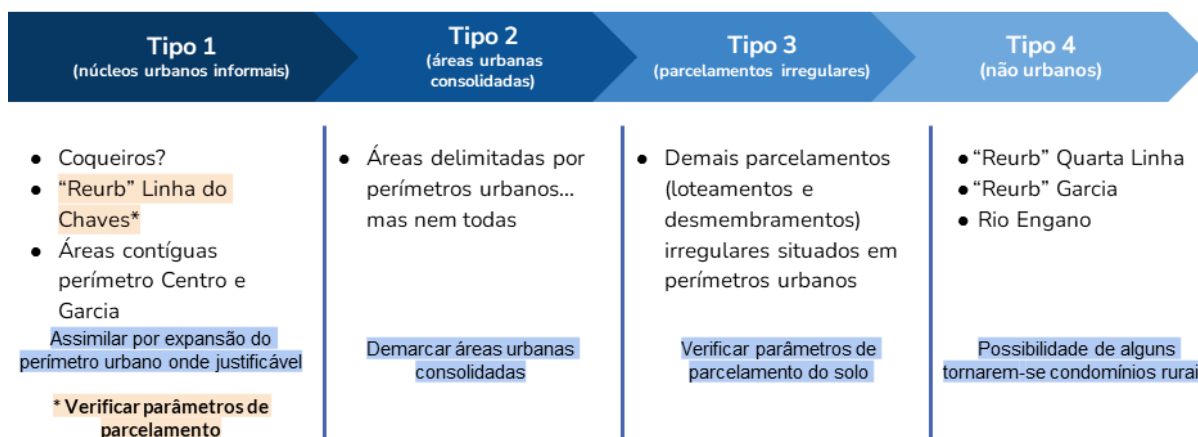 Tipo 1
(núcleos urbanos informais)
Tipo 2
(áreas urbanas
consolidadas)
Tipo 3
(parcelamentos irregulares)
Tipo 4
(não urbanos)
● Coqueiros?
● “Reurb” Linha do
Chaves*
● Áreas contíguas
perímetro Centro e
Garcia
Assimilar por expansão do
perímetro urbano onde justificável
* Verificar parâmetros de
parcelamento
● Áreas delimitadas por
perímetros urbanos...
mas nem todas
Demarcar áreas urbanas
consolidadas
● Demais parcelamentos
(loteamentos e
desmembramentos)
irregulares situados em
perímetros urbanos
Verificar parâmetros de
parcelamento do solo
● “Reurb” Quarta Linha
● “Reurb” Garcia
● Rio Engano
Possibilidade de alguns
tornarem-se condomínios rurai